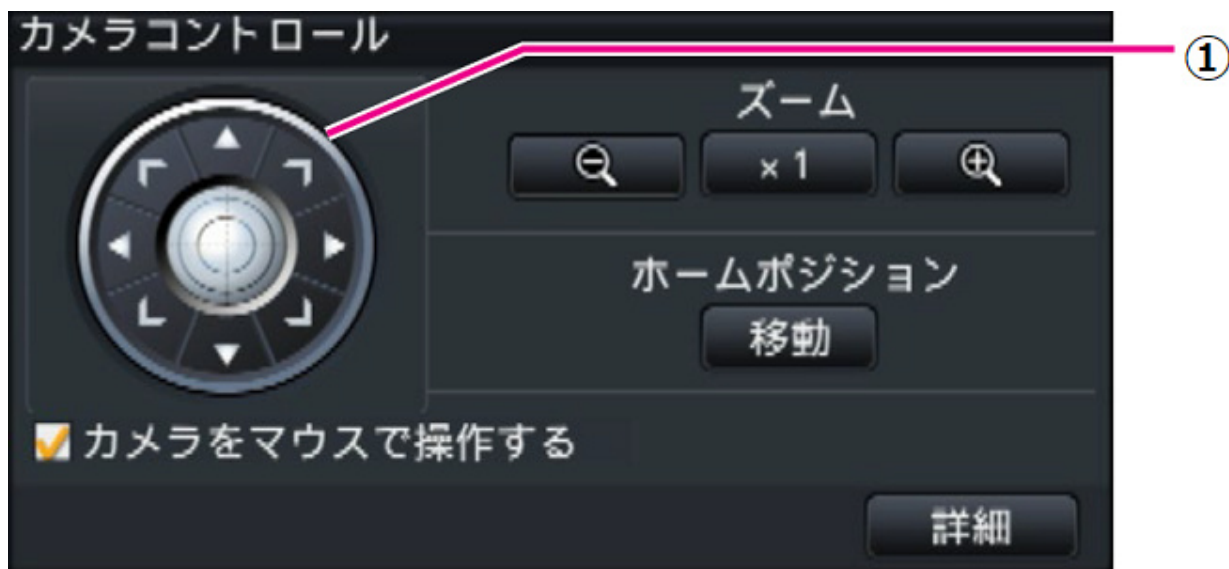 カメラコントロール
①
ズーム
×1
ホームポジション
移動
カメラをマウスで操作する
詳細